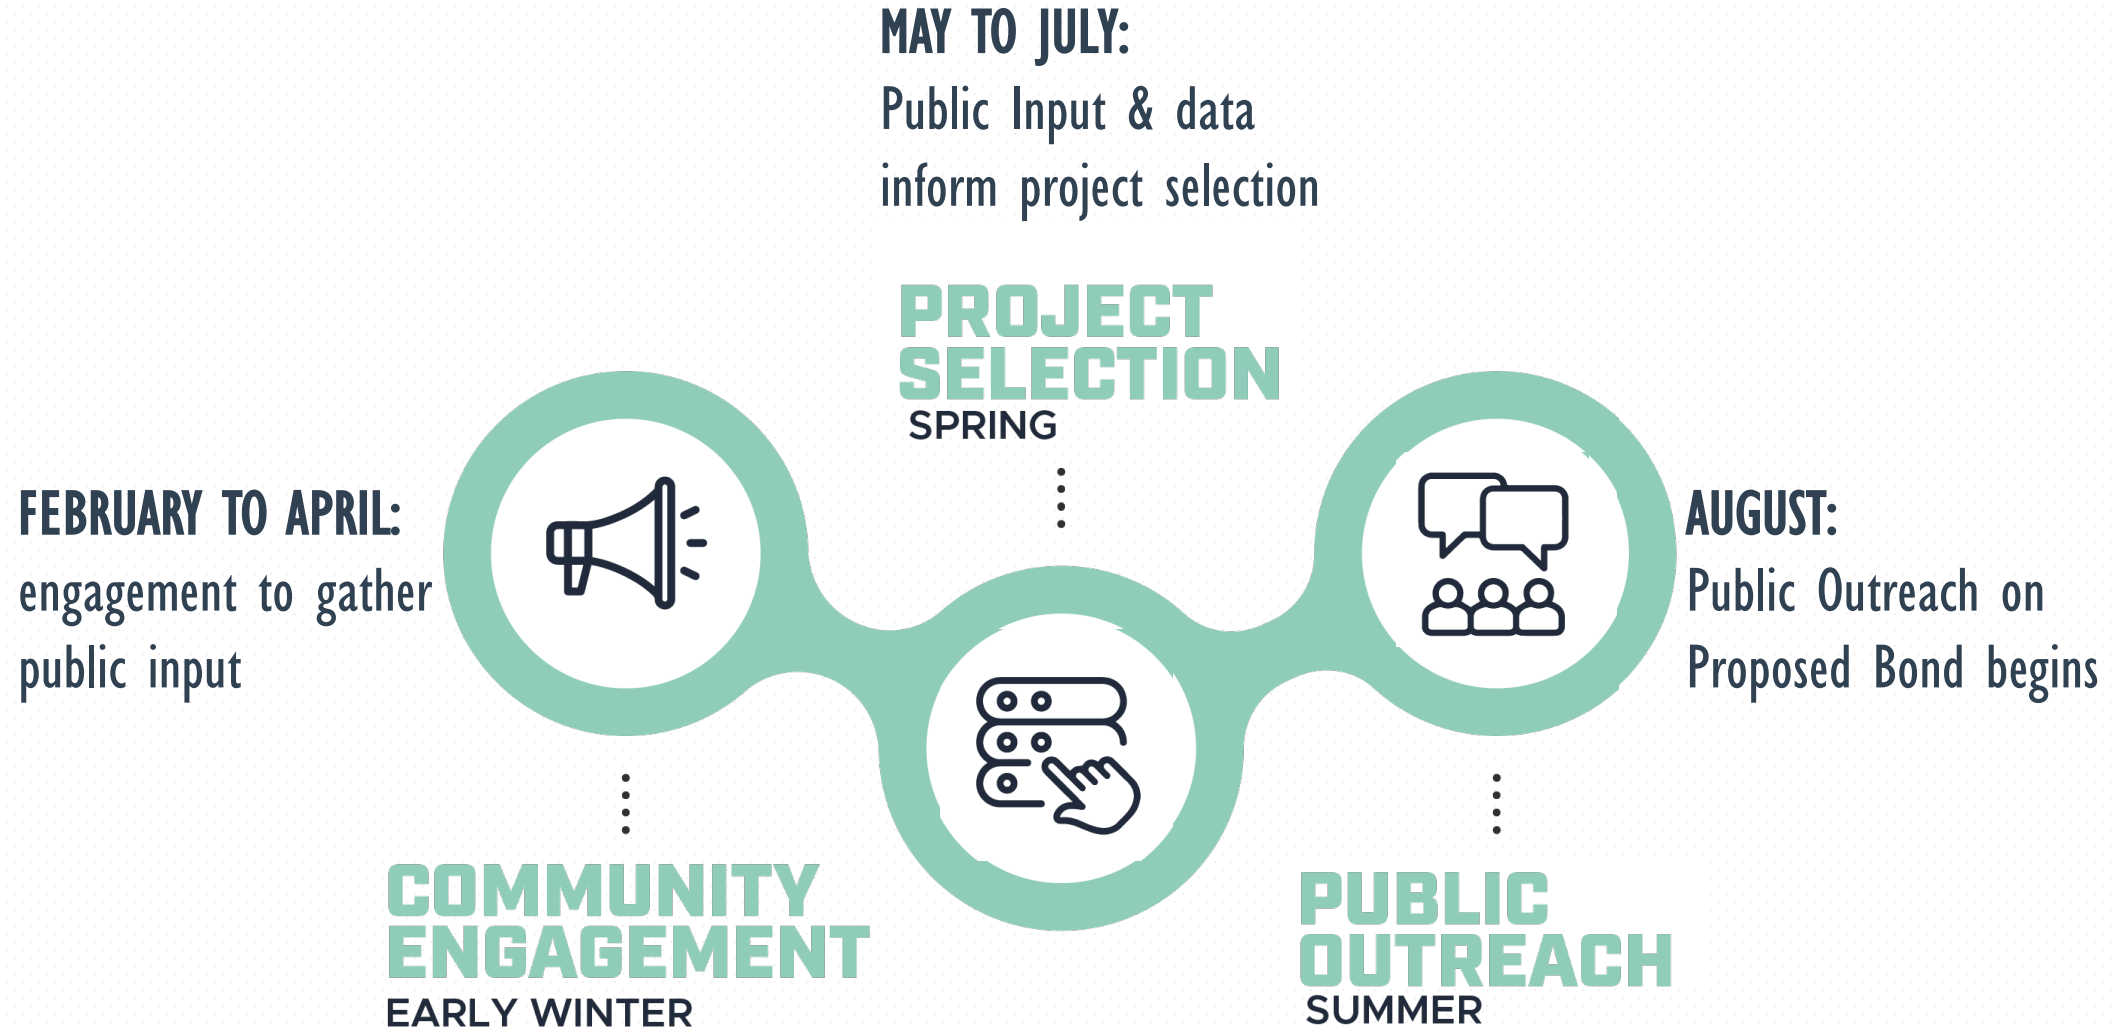 MAY TO JULY:
Public Input & data
inform project selection
PROJECT
SELECTION
SPRING
FEBRUARY TO APRIL:
engagement to gather
public input
AUGUST:
Public Outreach on
Proposed Bond begins
COMMUNITY
ENGAGEMENT
EARLY WINTER
PUBLIC
OUTREACH
SUMMER